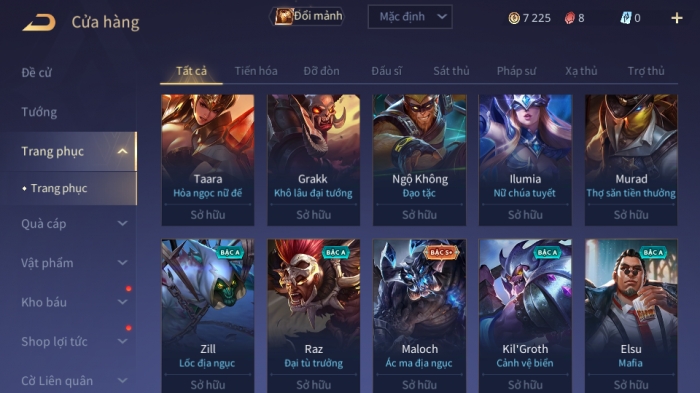 Cửa hàng
Đổi mảnh
Mặc định
7 225
8
0
Đề cử
Tướng
Trang phục
Trang phục
Quà cáp
Vật phẩm
Kho báu
Shop lợi tức
Cờ Liên quân
Tất cả Tiến hóa Đỡ đòn Đấu sĩ Sát thủ Pháp sư Xạ thủ Trợ thủ
Taara
Hỏa ngọc nữ đế
Sở hữu
Grakk
Khô lâu đại tướng
Sở hữu
Ngộ Không
Đạo tặc
Sở hữu
Ilumia
Nữ chúa tuyết
Sở hữu
Murad
Thợ săn tiền thưởng
Sở hữu
BẬC A
Zill
Lốc địa ngục
Sở hữu
BẬC A
Raz
Đại tù trưởng
Sở hữu
BẬC S+
Maloch
Ác ma địa ngục
Sở hữu
BẬC A
Kil'Groth
Cảnh vệ biển
Sở hữu
BẬC A
Elsu
Mafia
Sở hữu